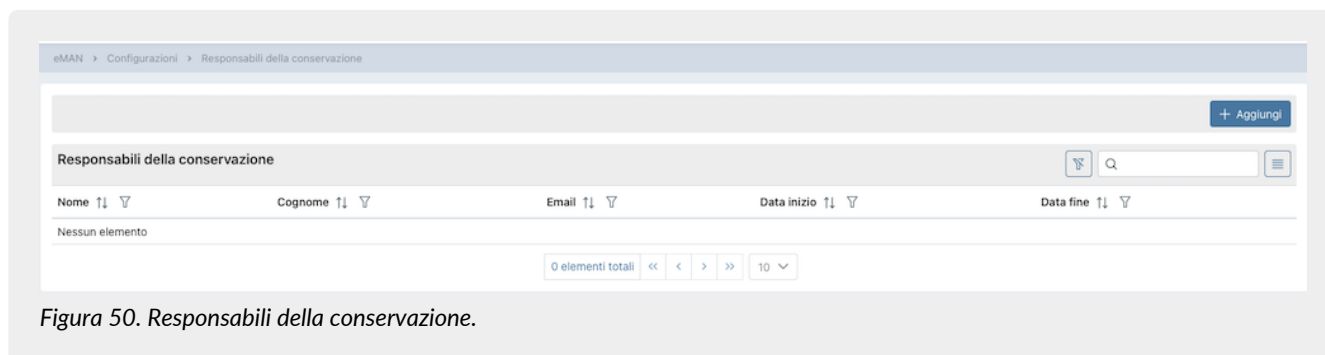 eMAN > Configurazioni > Responsabili della conservazione
+ Aggiungi
Responsabili della conservazione
Nome Cognome Email Data inizio Data fine
Nessun elemento
0 elementi totali « < > » 10
Figura 50. Responsabili della conservazione.